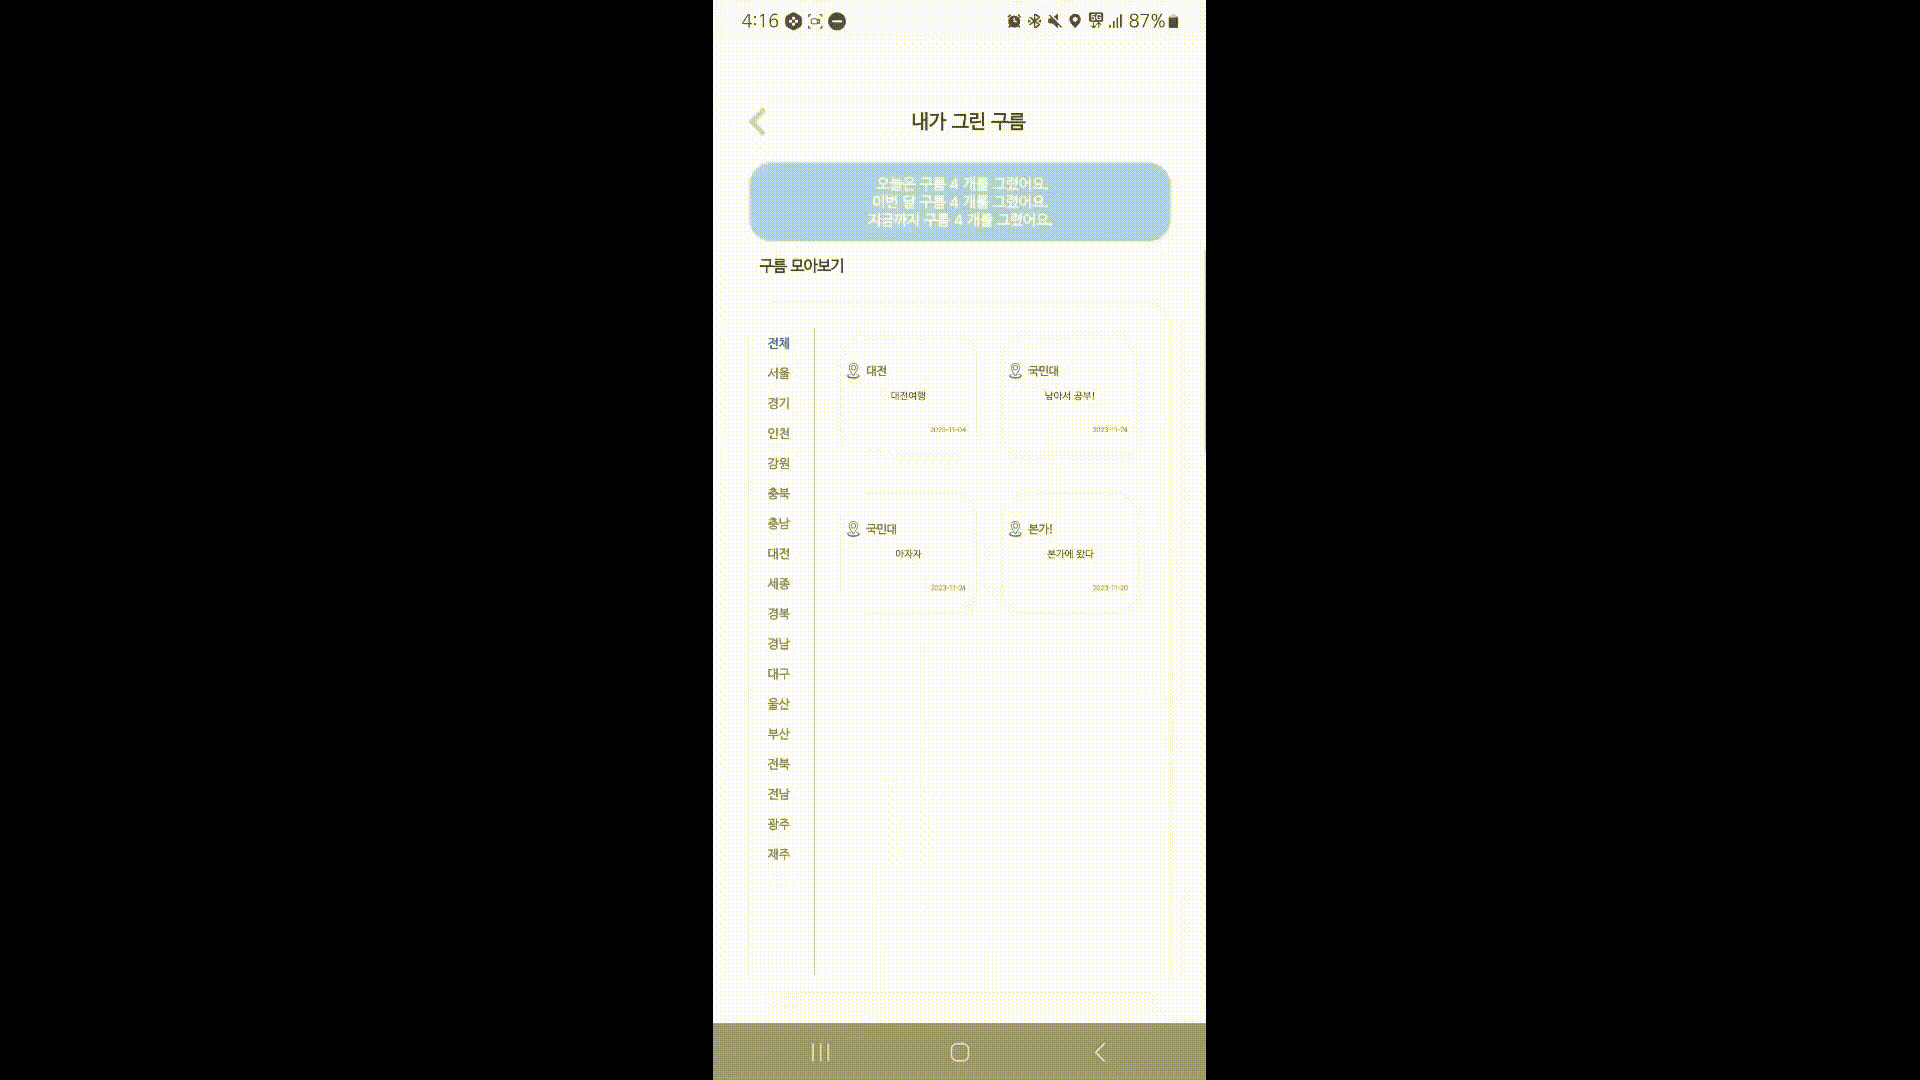 4:16 87%
내가 그린 구름
오늘은 구름 4 개를 그렸어요.
이번 달 구름 4 개를 그렸어요.
지금까지 구름 4 개를 그렸어요.
구름 모아보기
전체
서울
경기
인천
강원
충북
충남
대전
세종
경북
경남
대구
울산
부산
전북
전남
광주
재주
대전
대전여행
국민대
남아서 공부!
2023-11-24
국민대
아자자
2023-11-24
본가!
본가에 왔다
2023-11-20